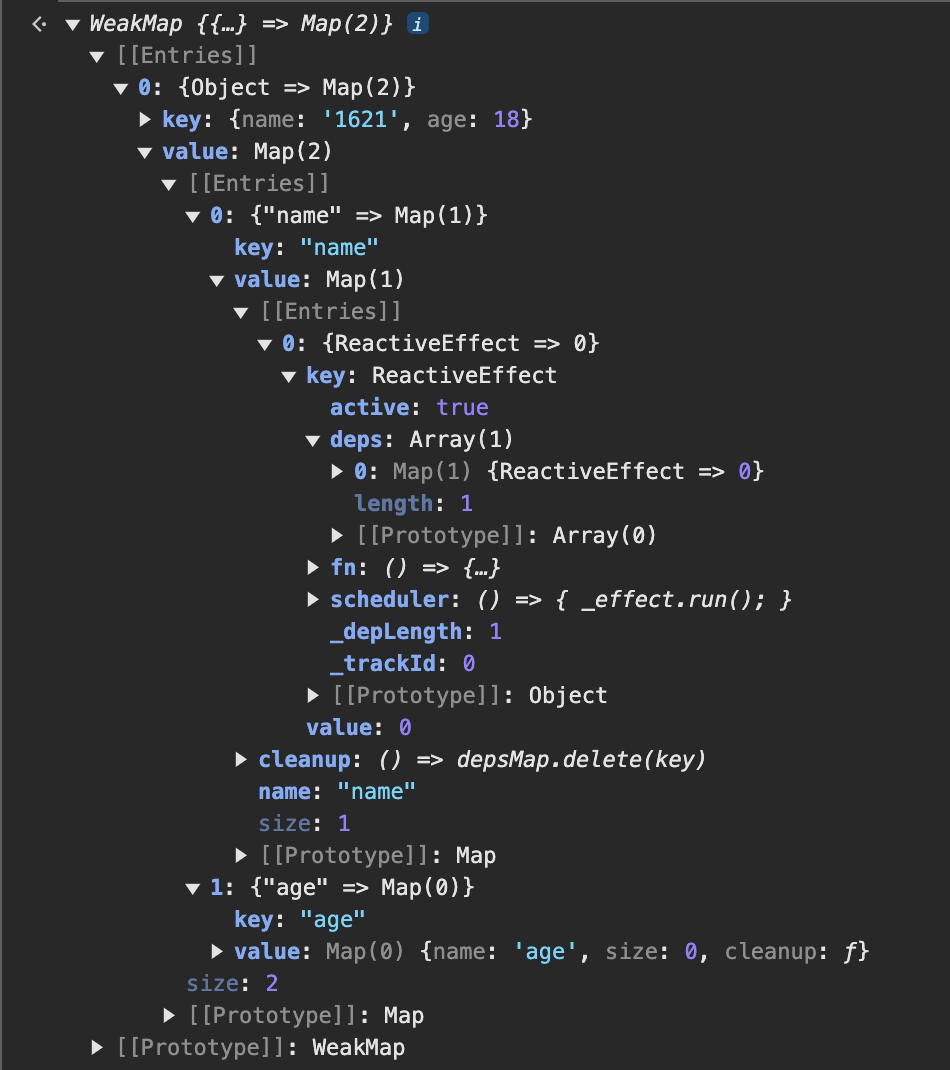 WeakMap {{…} => Map(2)} i
[[Entries]]
0: {Object => Map(2)}
key: {name: '1621', age: 18}
value: Map(2)
[[Entries]]
0: {"name" => Map(1)}
key: "name"
value: Map(1)
[[Entries]]
0: {ReactiveEffect => 0}
key: ReactiveEffect
active: true
deps: Array(1)
0: Map(1) {ReactiveEffect => 0}
length: 1
[[Prototype]]: Array(0)
fn: () => {…}
scheduler: () => { _effect.run(); }
_depLength: 1
_trackId: 0
[[Prototype]]: Object
value: 0
cleanup: () => depsMap.delete(key)
name: "name"
size: 1
[[Prototype]]: Map
1: {"age" => Map(0)}
key: "age"
value: Map(0) {name: 'age', size: 0, cleanup: ƒ}
size: 2
[[Prototype]]: Map
[[Prototype]]: WeakMap